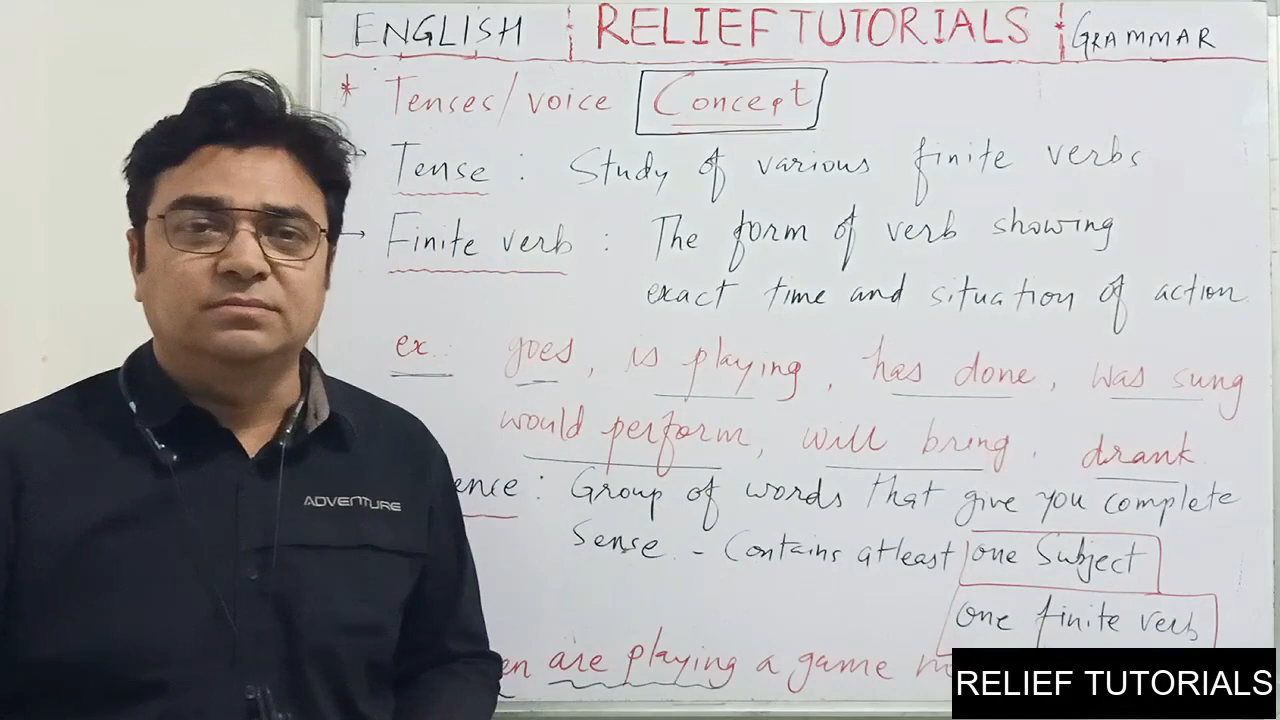 ENGLISH RELIEF TUTORIALS GRAMMAR
* Tenses/voice Concept
→ Tense : Study of various finite verbs
→ Finite verb : The form of verb showing
exact time and situation of action
ex : goes, is playing, has done, was sung
would perform, will bring, drank.
ence : Group of words that give you complete
Sense - Contains atleast one Subject
One finite verb
en are playing a game
ADVENTURE
RELIEF TUTORIALS